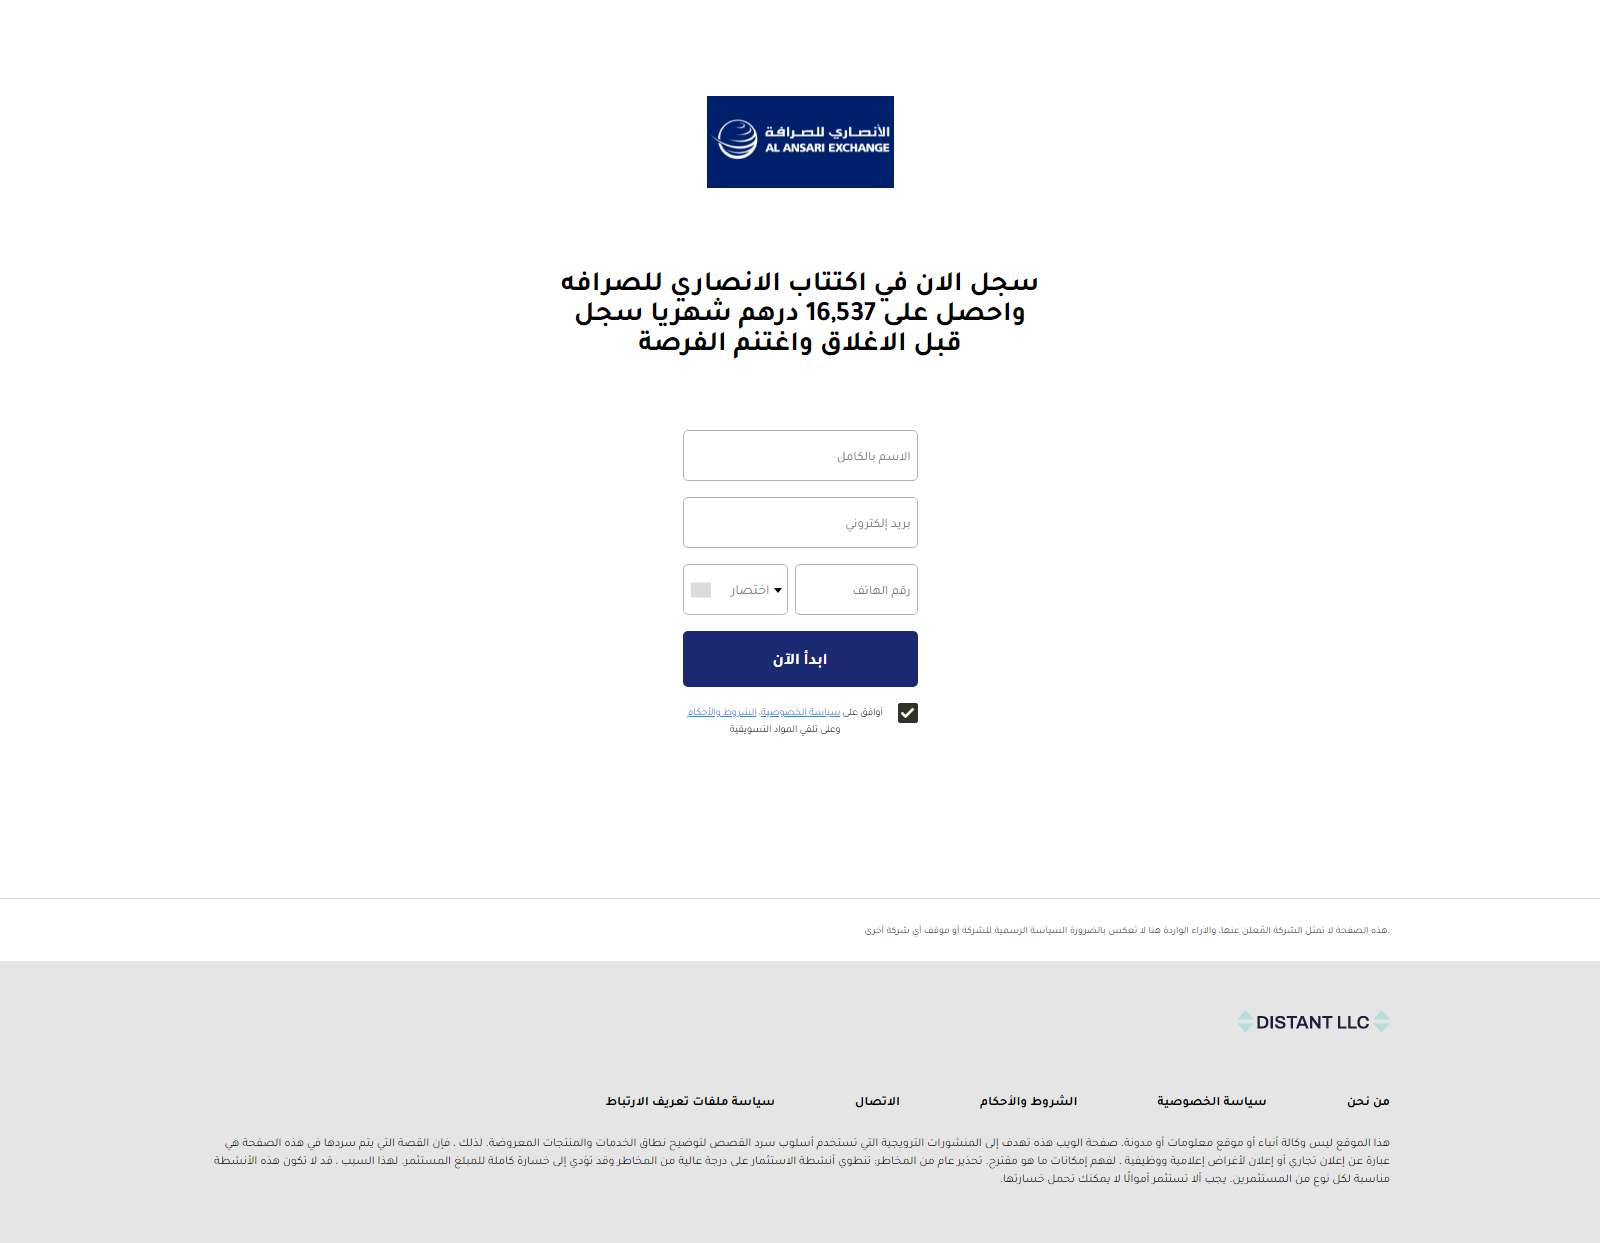 الأنصاري للصرافة
AL ANSARI EXCHANGE
سجل الان في اكتتاب الانصاري للصرافه
واحصل على 16,537 درهم شهريا سجل
قبل الاغلاق واغتنم الفرصة
الاسم بالكامل
بريد إلكتروني
رقم الهاتف
اختصار
ابدأ الآن
أوافق على سياسة الخصوصية، الشروط والأحكام
وعلى تلقي المواد التسويقية
.هذه الصفحة لا تمثل الشركة المُعلن عنها، والآراء الواردة هنا لا تعكس بالضرورة السياسة الرسمية للشركة أو موقف أي شركة أخرى
DISTANT LLC
من نحن
سياسة الخصوصية
الشروط والأحكام
الاتصال
سياسة ملفات تعريف الارتباط
هذا الموقع ليس وكالة أنباء أو موقع معلومات أو مدونة. صفحة الويب هذه تهدف إلى المنشورات الترويجية التي تستخدم أسلوب سرد القصص لتوضيح نطاق الخدمات والمنتجات المعروضة. لذلك ، فإن القصة التي يتم سردها في هذه الصفحة هي
عبارة عن إعلان تجاري أو إعلان لأغراض إعلامية ووظيفية ، لفهم إمكانات ما هو مقترح. تحذير عام من المخاطر: تنطوي أنشطة الاستثمار على درجة عالية من المخاطر وقد تؤدي إلى خسارة كاملة للمبلغ المستثمر. لهذا السبب ، قد لا تكون هذه الأنشطة
مناسبة لكل نوع من المستثمرين. يجب ألا تستثمر أموالًا لا يمكنك تحمل خسارتها.